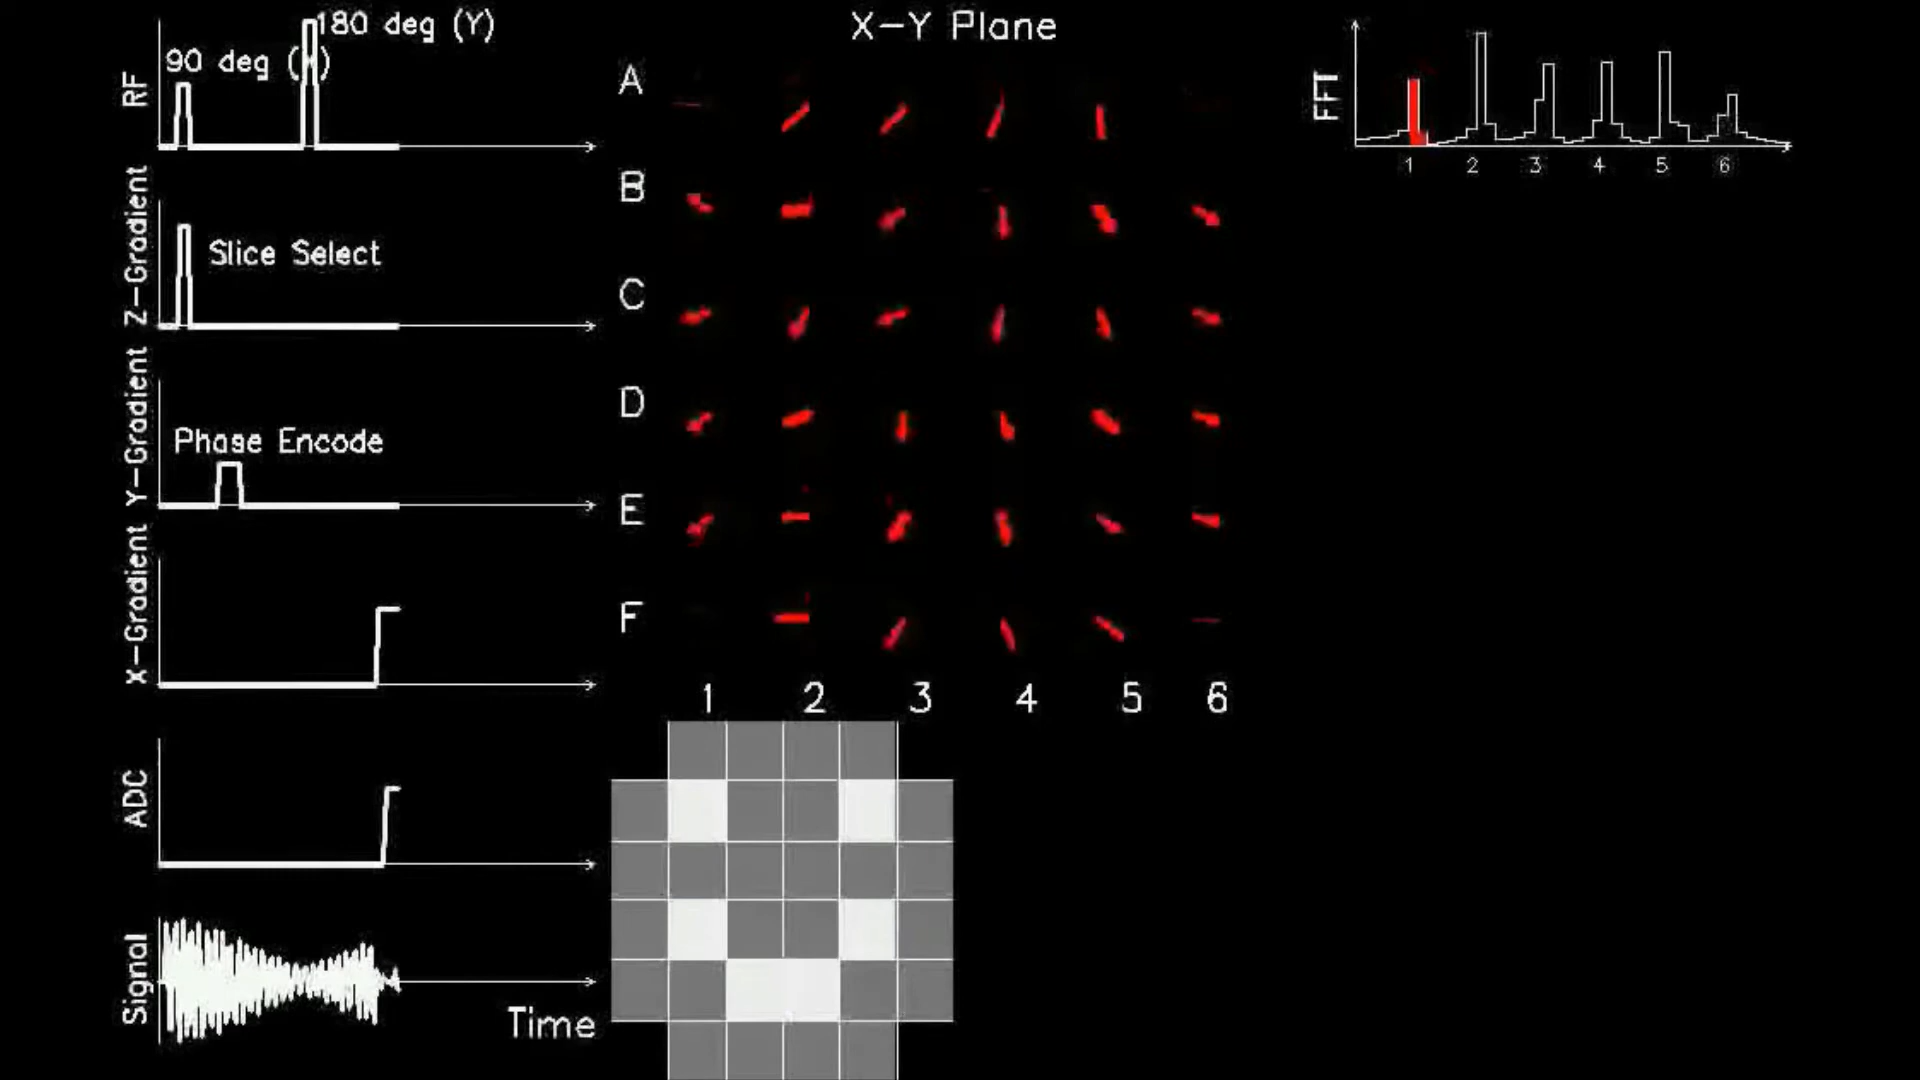 RF
90 deg (
180 deg (Y)
Z-Gradient
Slice Select
Y-Gradient
Phase Encode
X-Gradient
ADC
Signal
Time
X-Y Plane
A
B
C
D
E
F
1 2 3 4 5 6
FFT
1 2 3 4 5 6